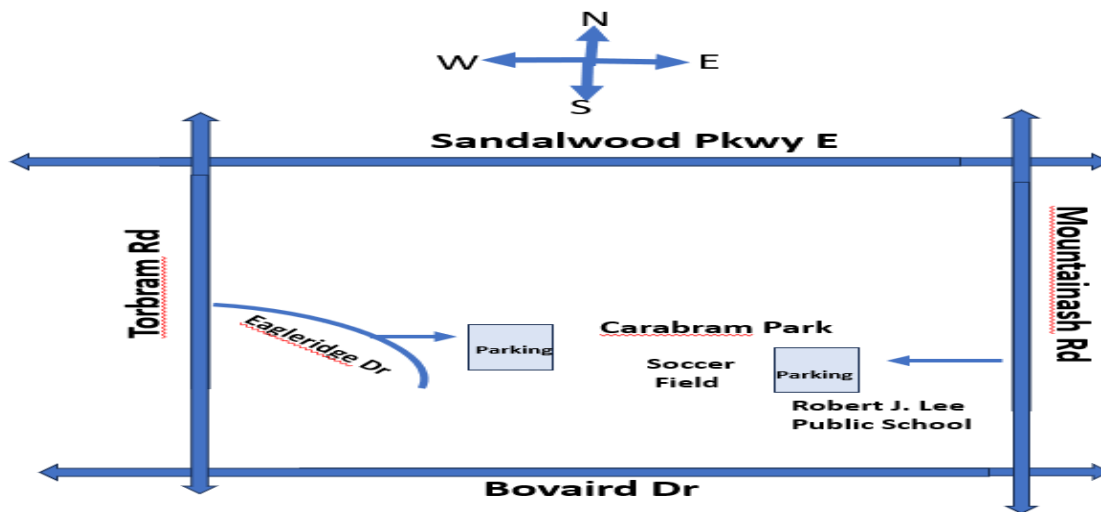 N
W
E
S
Sandalwood Pkwy E
Torbram Rd
Mountainash Rd
Eagleridge Dr
Parking
Carabram Park
Soccer
Field
Parking
Robert J. Lee
Public School
Bovaird Dr